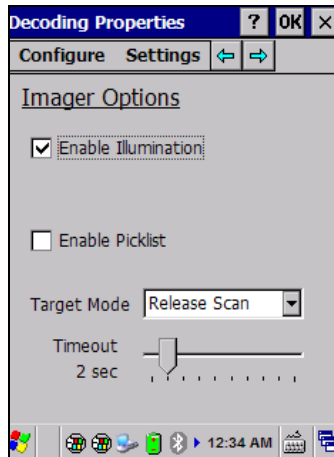 Decoding Properties ? OK ×
Configure Settings
Imager Options
Enable Illumination
Enable Picklist
Target Mode Release Scan
Timeout
2 sec
12:34 AM